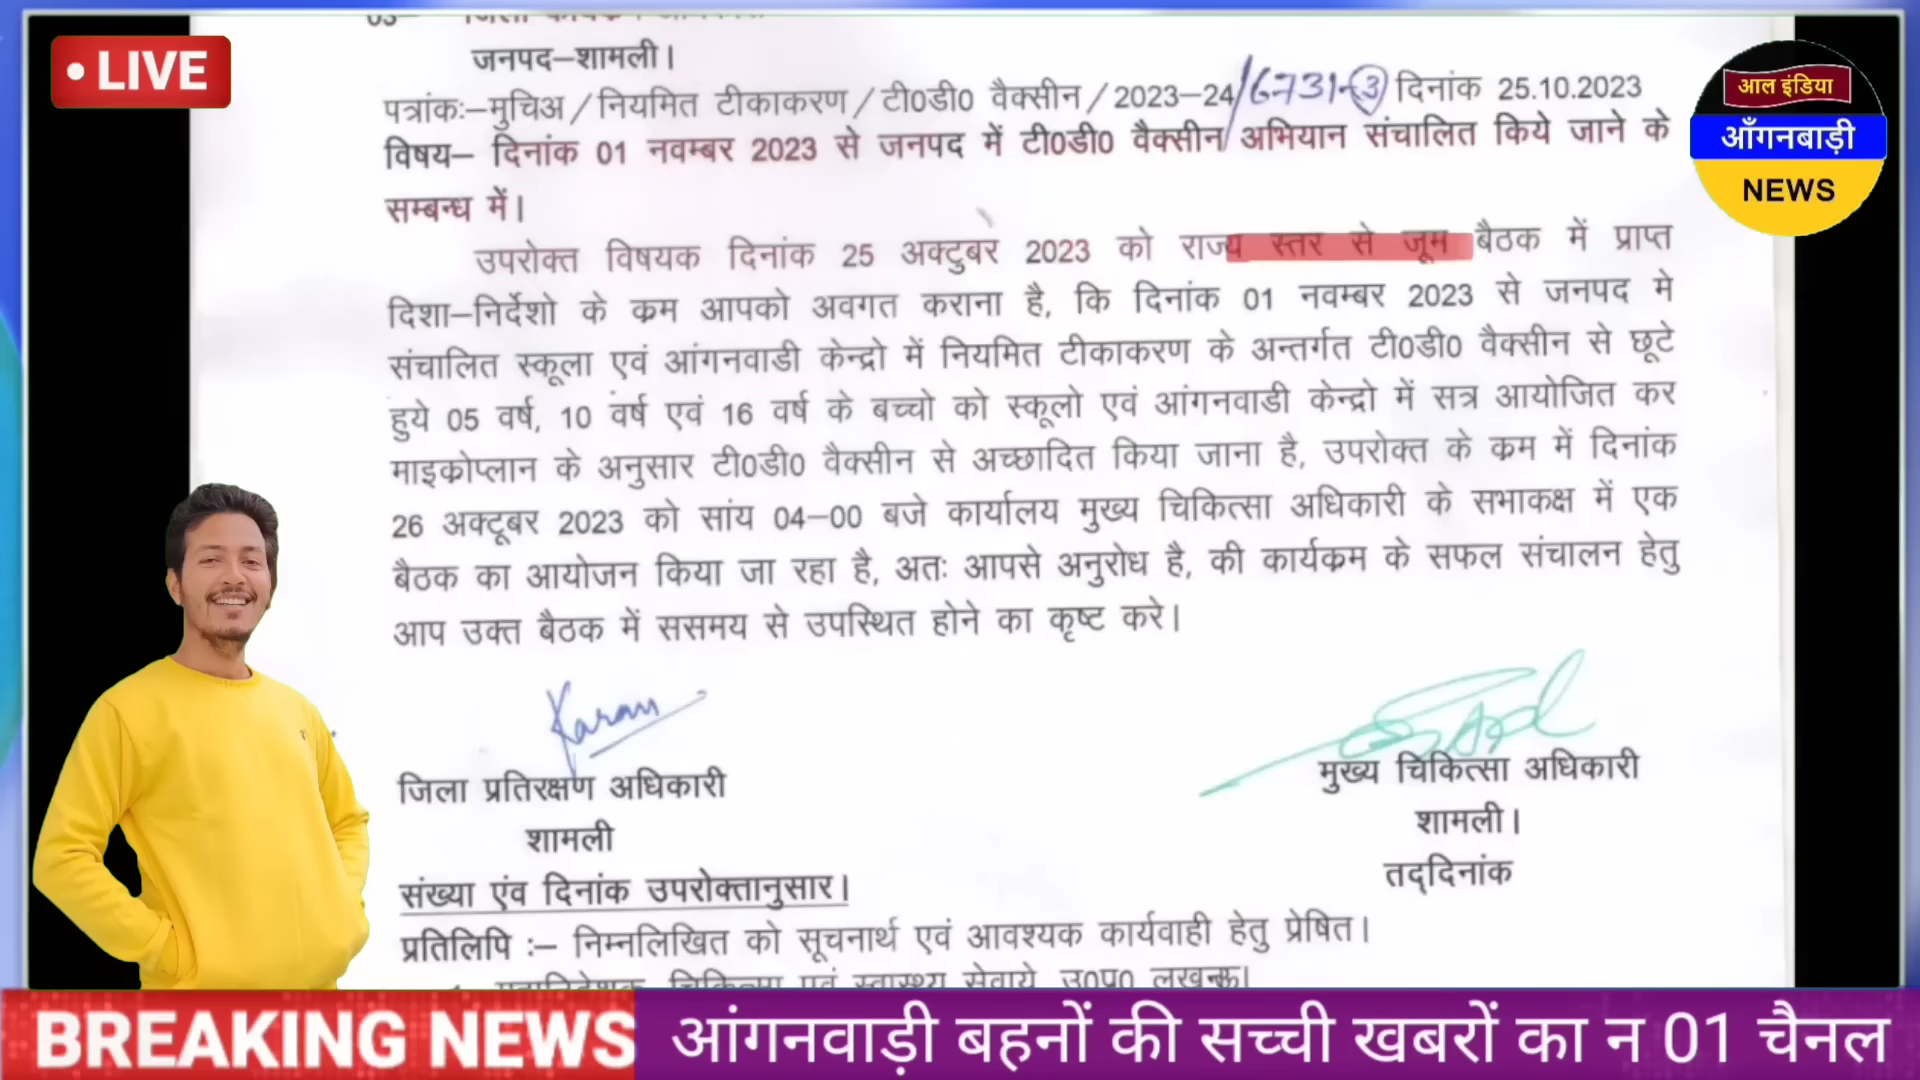 LIVE
जनपद–शामली।
पत्रांकः–मुचिअ/नियमित टीकाकरण/टी0डी0 वैक्सीन/2023–24/6731-3 दिनांक 25.10.2023
विषय– दिनांक 01 नवम्बर 2023 से जनपद में टी0डी0 वैक्सीन अभियान संचालित किये जाने के
सम्बन्ध में।
उपरोक्त विषयक दिनांक 25 अक्टुबर 2023 को राज्य स्तर से जूम बैठक में प्राप्त
दिशा–निर्देशो के क्रम आपको अवगत कराना है, कि दिनांक 01 नवम्बर 2023 से जनपद मे
संचालित स्कूला एवं आंगनवाडी केन्द्रो में नियमित टीकाकरण के अन्तर्गत टी0डी0 वैक्सीन से छूटे
हुये 05 वर्ष, 10 वर्ष एवं 16 वर्ष के बच्चो को स्कूलो एवं आंगनवाडी केन्द्रो में सत्र आयोजित कर
माइक्रोप्लान के अनुसार टी0डी0 वैक्सीन से अच्छादित किया जाना है, उपरोक्त के क्रम में दिनांक
26 अक्टूबर 2023 को सांय 04–00 बजे कार्यालय मुख्य चिकित्सा अधिकारी के सभाकक्ष में एक
बैठक का आयोजन किया जा रहा है, अतः आपसे अनुरोध है, की कार्यक्रम के सफल संचालन हेतु
आप उक्त बैठक में ससमय से उपस्थित होने का कृष्ट करे।
Karan
जिला प्रतिरक्षण अधिकारी
शामली
मुख्य चिकित्सा अधिकारी
शामली।
तद्दिनांक
संख्या एंव दिनांक उपरोक्तानुसार।
प्रतिलिपि :– निम्नलिखित को सूचनार्थ एवं आवश्यक कार्यवाही हेतु प्रेषित।
आल इंडिया
आँगनबाड़ी
NEWS
BREAKING NEWS
आंगनवाड़ी बहनों की सच्ची खबरों का न 01 चैनल